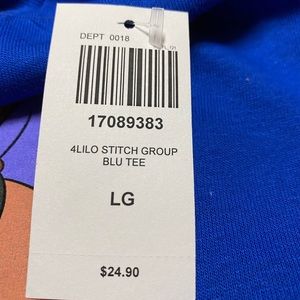 DEPT 0018
17089383
4LILO STITCH GROUP
BLU TEE
LG
$24.90